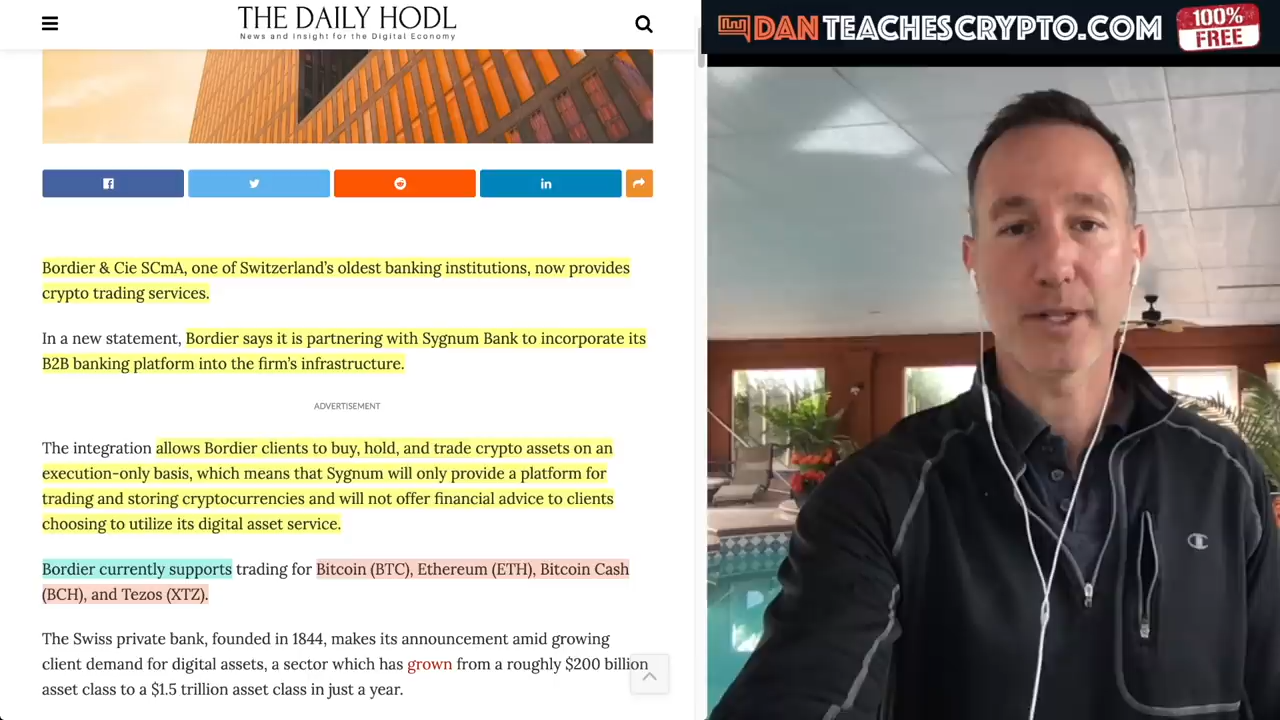 THE DAILY HODL
News and Insight for the Digital Economy
DANTEACHESCRYPTO.COM
100%
FREE
Bordier & Cie SCmA, one of Switzerland's oldest banking institutions, now provides
crypto trading services.
In a new statement, Bordier says it is partnering with Sygnum Bank to incorporate its
B2B banking platform into the firm's infrastructure.
ADVERTISEMENT
The integration allows Bordier clients to buy, hold, and trade crypto assets on an
execution-only basis, which means that Sygnum will only provide a platform for
trading and storing cryptocurrencies and will not offer financial advice to clients
choosing to utilize its digital asset service.
Bordier currently supports trading for Bitcoin (BTC), Ethereum (ETH), Bitcoin Cash
(BCH), and Tezos (XTZ).
The Swiss private bank, founded in 1844, makes its announcement amid growing
client demand for digital assets, a sector which has grown from a roughly $200 billion
asset class to a $1.5 trillion asset class in just a year.